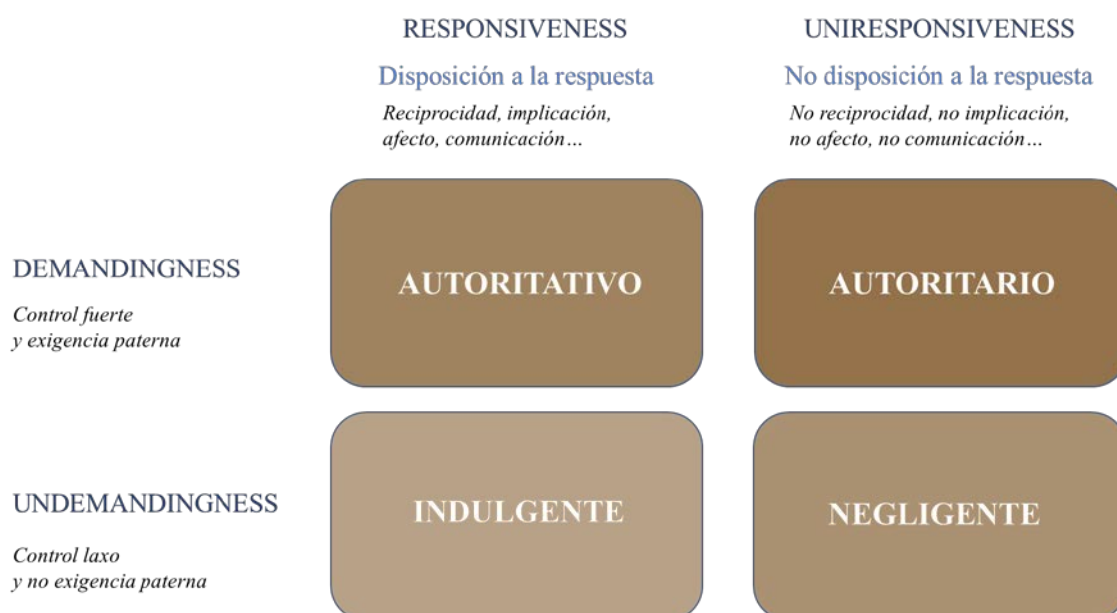 RESPONSIVENESS
UNIRESPONSIVENESS
Disposición a la respuesta
No disposición a la respuesta
Reciprocidad, implicación,
afecto, comunicación…
No reciprocidad, no implicación,
no afecto, no comunicación…
DEMANDINGNESS
Control fuerte
y exigencia paterna
AUTORITATIVO
AUTORITARIO
UNDEMANDINGNESS
Control laxo
y no exigencia paterna
INDULGENTE
NEGLIGENTE